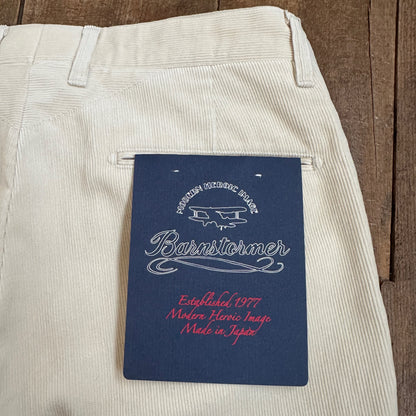 MODERN HEROIC IMAGE
Barnstormer
Established, 1977
Modern Heroic Image
Made in Japan